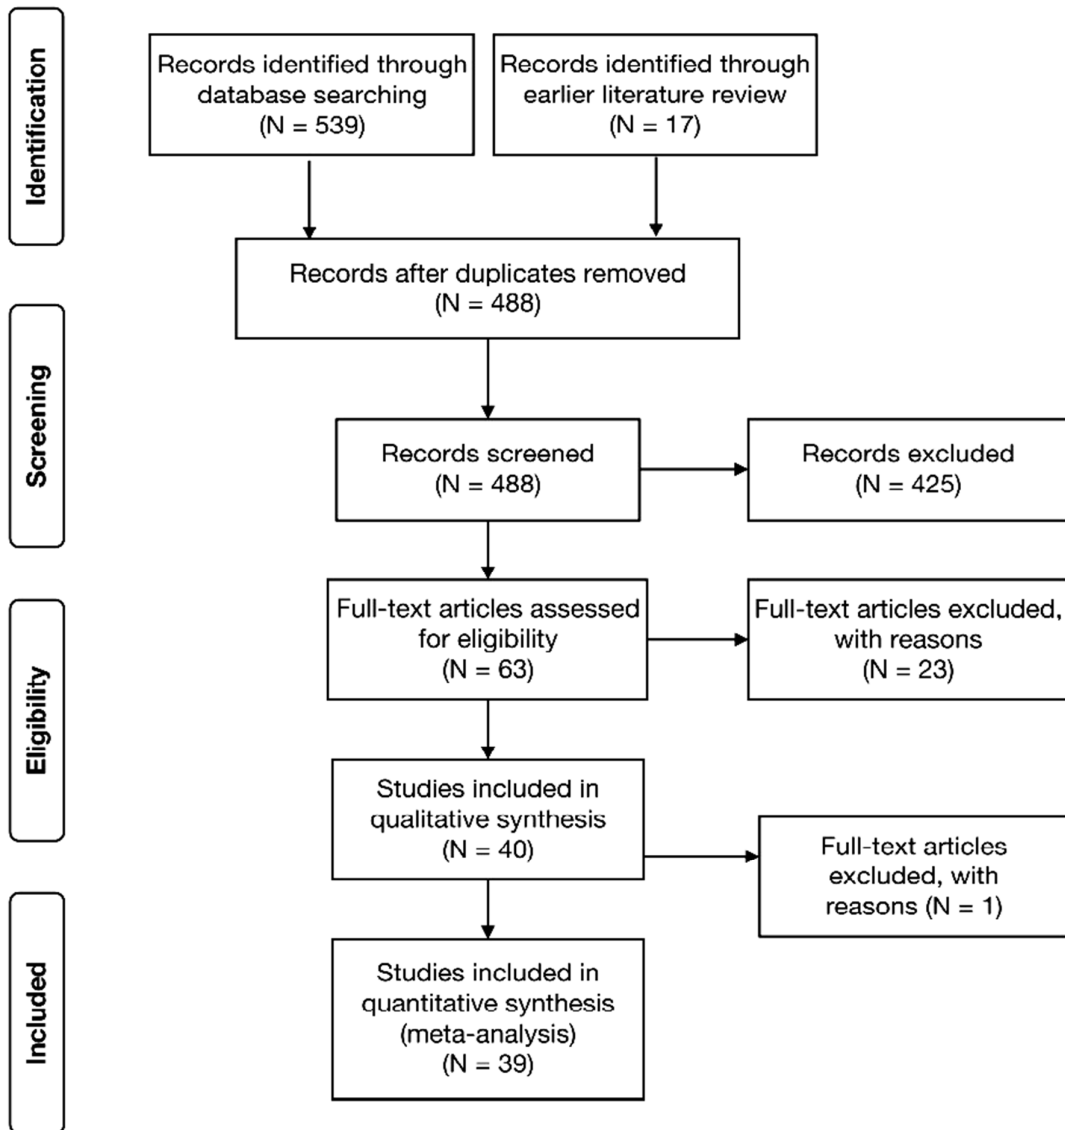 Identification
Records identified through
database searching
(N = 539)
Records identified through
earlier literature review
(N = 17)
Records after duplicates removed
(N = 488)
Screening
Records screened
(N = 488)
Records excluded
(N = 425)
Eligibility
Full-text articles assessed
for eligibility
(N = 63)
Full-text articles excluded,
with reasons
(N = 23)
Studies included in
qualitative synthesis
(N = 40)
Full-text articles
excluded, with
reasons (N = 1)
Included
Studies included in
quantitative synthesis
(meta-analysis)
(N = 39)